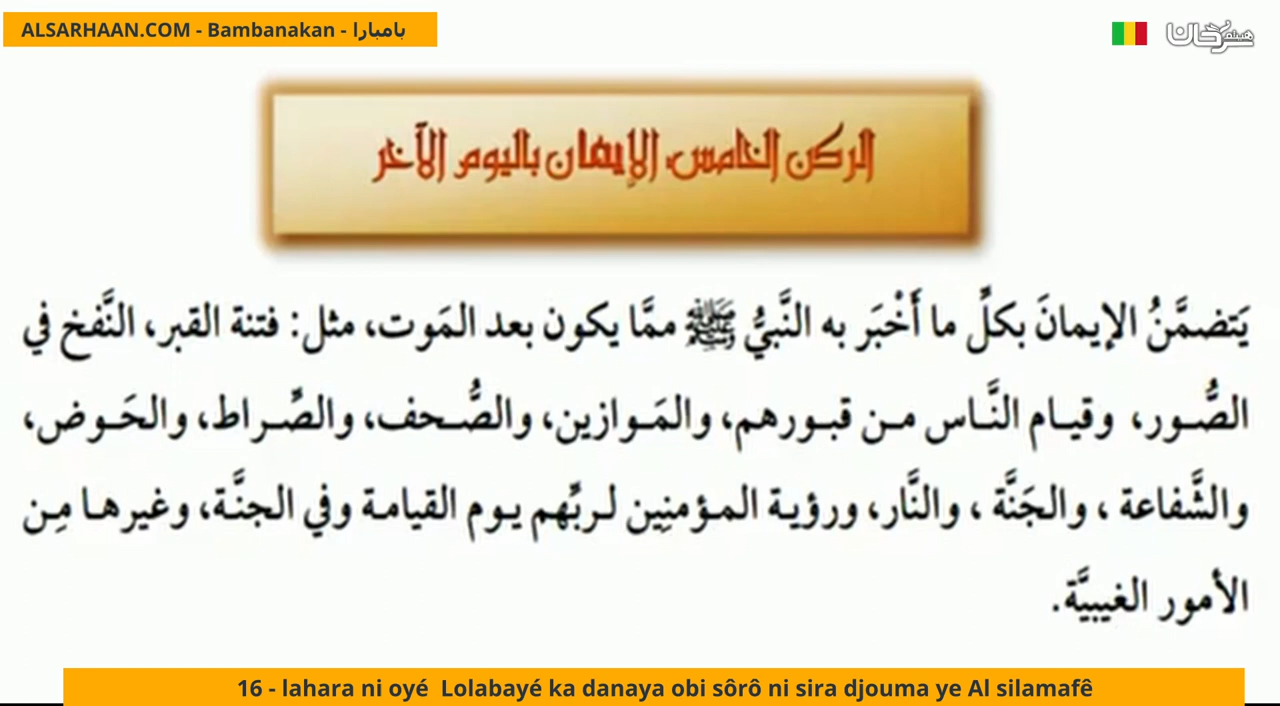 ALSARHAAN.COM - Bambanakan - بامبارا
الركن الخامس، الإيمان باليوم الآخر
يَتضمَّنُ الإيمانَ بكلِّ ما أَخْبَر به النَّبيُّ ﷺ ممَّا يكون بعد المَوت، مثل: فتنة القبر، النَّفخ في
الصُّور، وقيام النَّاس من قبورهم، والمَوازين، والصُّحف، والصِّراط، والحَوض،
والشَّفاعة ، والجَنَّة ، والنَّار، ورؤية المؤمنِين لربِّهم يوم القيامة وفي الجنَّة، وغيرها مِن
الأمور الغيبيَّة.
16 - lahara ni oyé Lolabayé ka danaya obi sôrô ni sira djouma ye Al silamafê